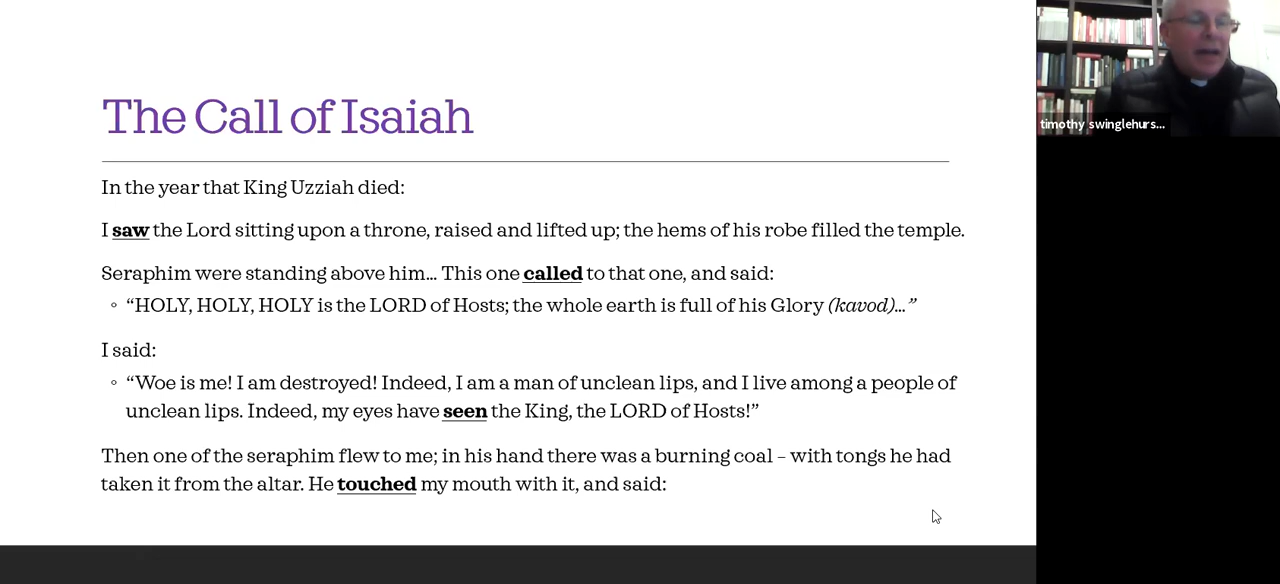 The Call of Isaiah
In the year that King Uzziah died:
I saw the Lord sitting upon a throne, raised and lifted up; the hems of his robe filled the temple.
Seraphim were standing above him... This one called to that one, and said:
◦ “HOLY, HOLY, HOLY is the LORD of Hosts; the whole earth is full of his Glory (kavod)...”
I said:
◦ “Woe is me! I am destroyed! Indeed, I am a man of unclean lips, and I live among a people of
unclean lips. Indeed, my eyes have seen the King, the LORD of Hosts!”
Then one of the seraphim flew to me; in his hand there was a burning coal – with tongs he had
taken it from the altar. He touched my mouth with it, and said:
timothy swinglehurs...